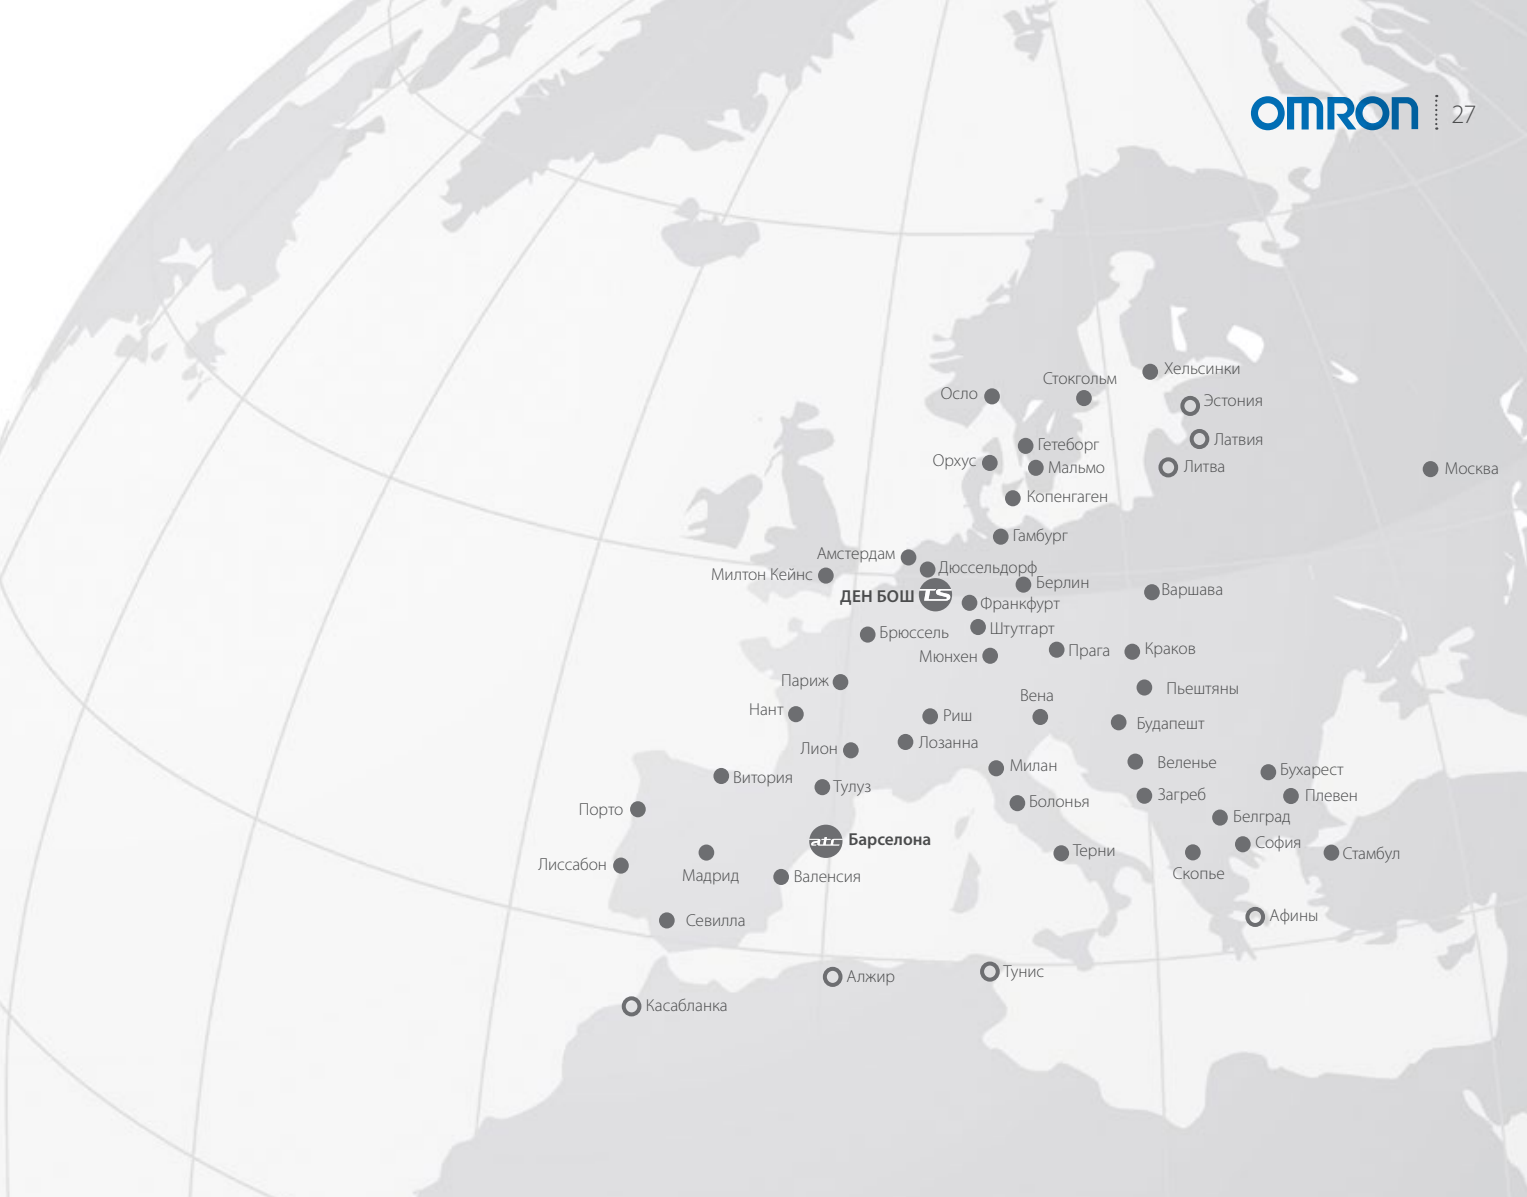 OMRON 27
Хельсинки
Стокгольм
Осло
Эстония
Латвия
Гетеборг
Орхус
Мальмо
Литва
Москва
Копенгаген
Гамбург
Амстердам
Дюссельдорф
Милтон Кейнс
Берлин
Варшава
ДЕН БОШ TS
Франкфурт
Штутгарт
Брюссель
Мюнхен
Прага
Краков
Париж
Пьештяны
Вена
Нант
Риш
Будапешт
Лион
Лозанна
Милан
Веленье
Бухарест
Витория
Тулуз
Болонья
Загреб
Плевен
Порто
Белград
atc Барселона
София
Терни
Стамбул
Лиссабон
Мадрид
Валенсия
Скопье
Севилла
Афины
Тунис
Алжир
Касабланка